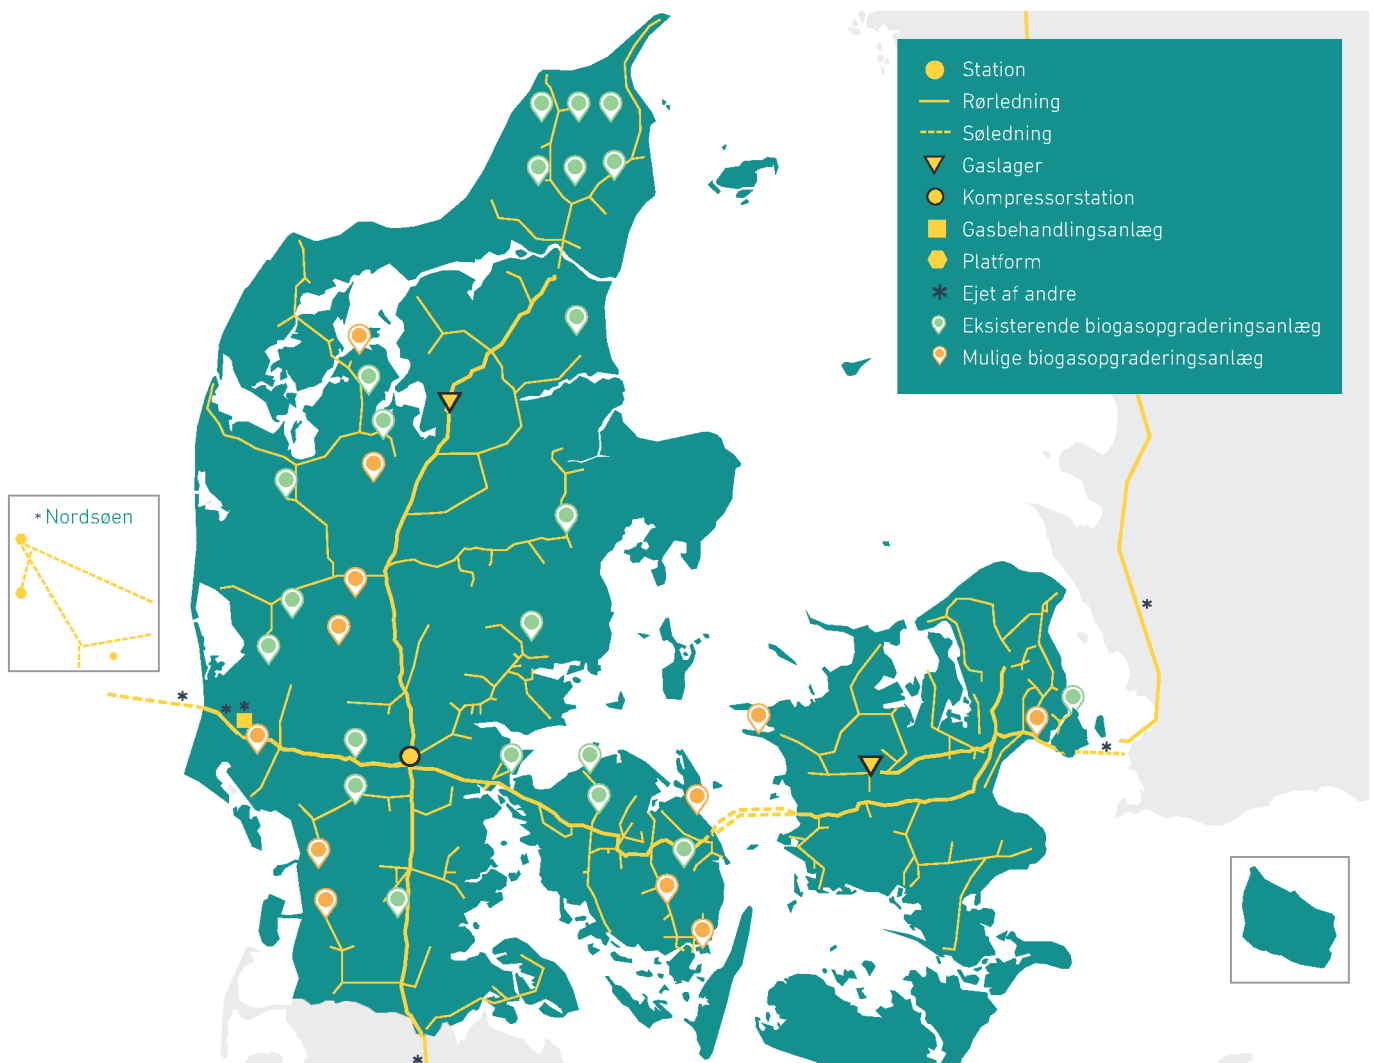 Station
Rørledning
Søledning
Gaslager
Kompressorstation
Gasbehandlingsanlæg
Platform
* Ejet af andre
Eksisterende biogasopgraderingsanlæg
Mulige biogasopgraderingsanlæg
* Nordsøen